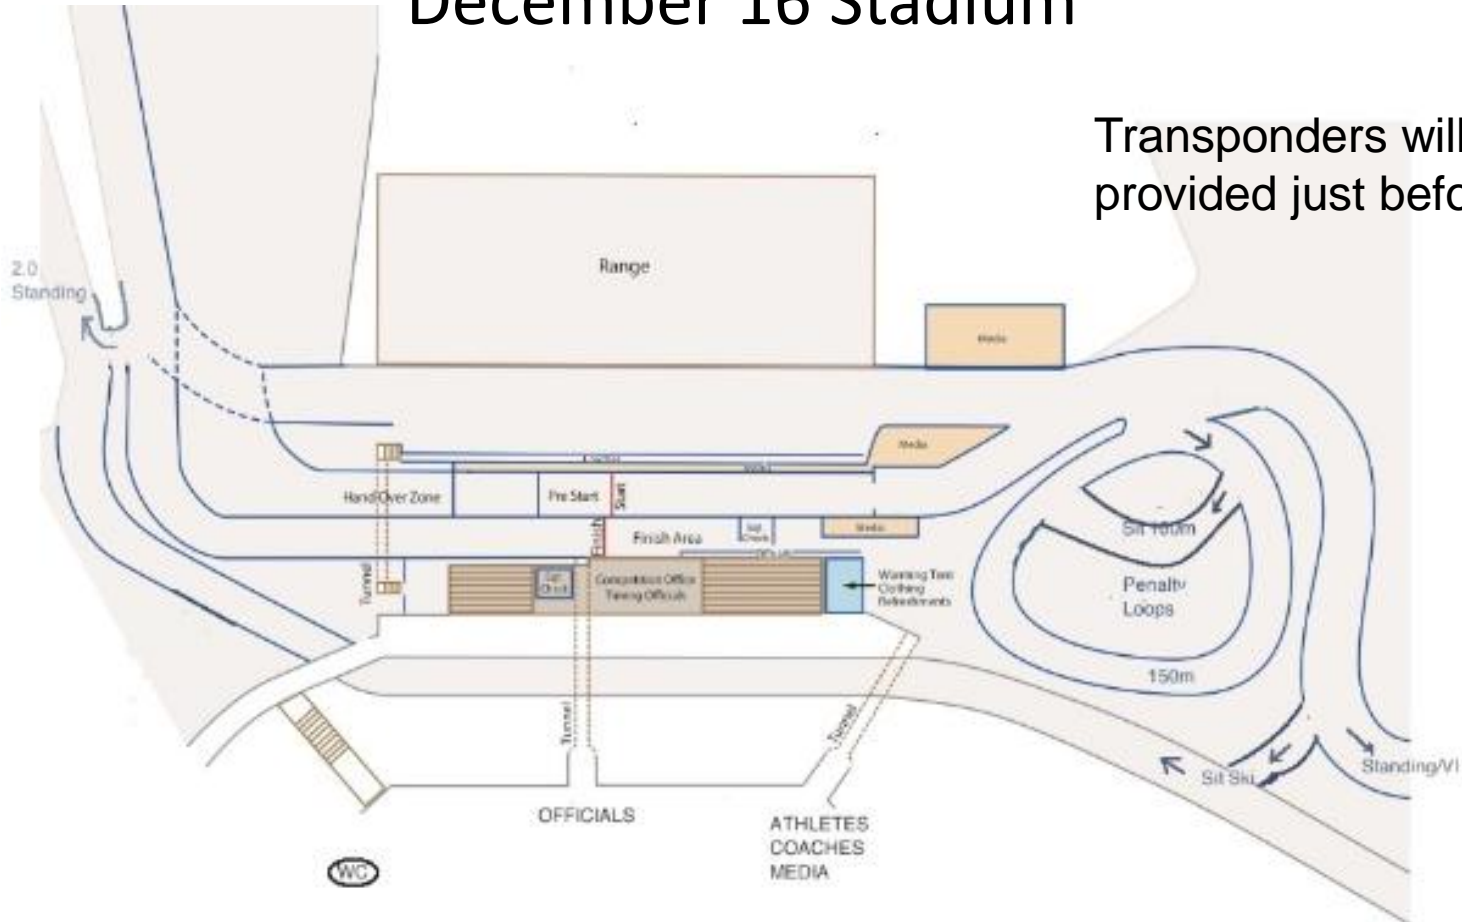 December 16 Stadium
Transponders will
provided just befo
2.0
Standing
Range
Media
Media
Hand Over Zone
Pre Start
Start
Finish
Finish Area
Media
Sit 100m
Penalty
Loops
150m
Tunnel
Competition Office
Timing Officials
Warming Tent
Clothing
Refreshments
Tunnel
Tunnel
Sit Ski
Standing/VI
OFFICIALS
ATHLETES
COACHES
MEDIA
WC